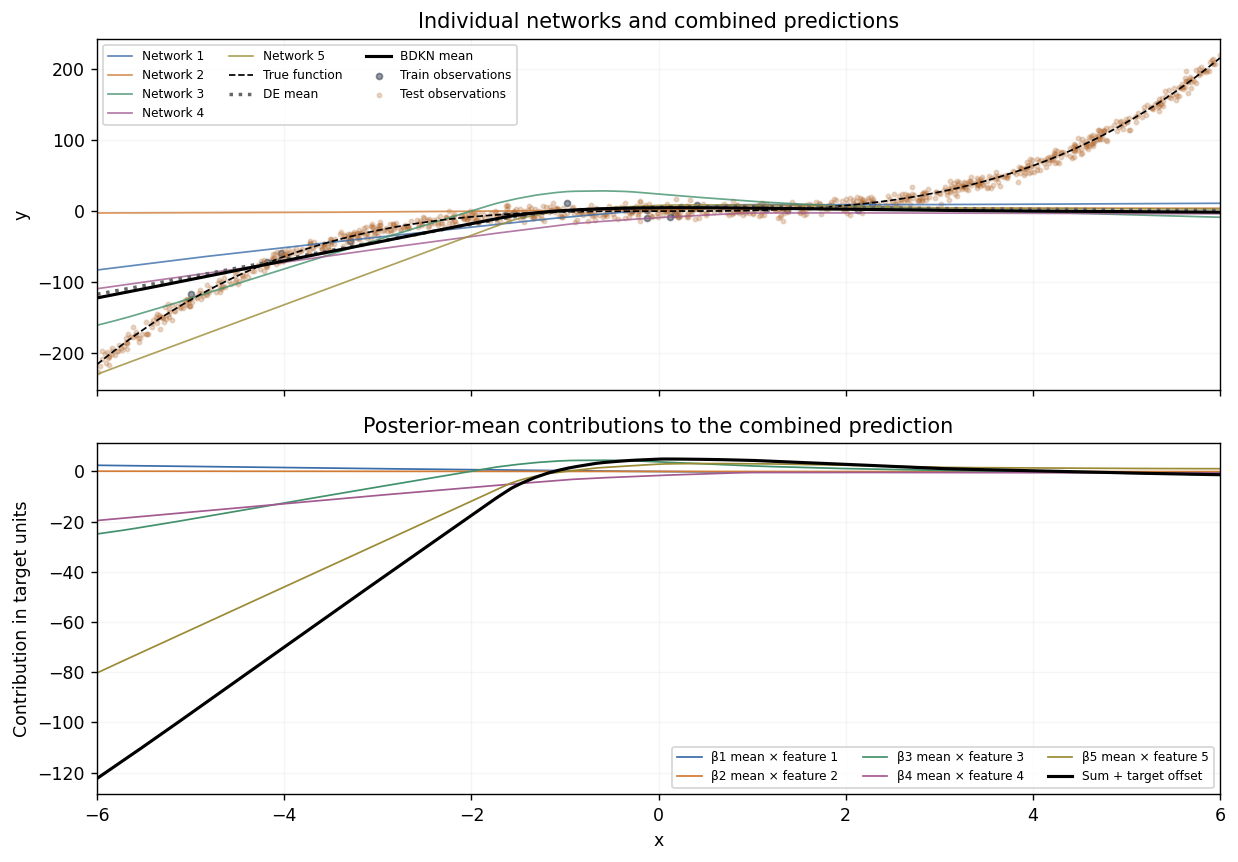 Individual networks and combined predictions
Network 1
Network 2
Network 3
Network 4
Network 5
True function
DE mean
BDKN mean
Train observations
Test observations
200
100
0
−100
−200
y
Posterior-mean contributions to the combined prediction
0
−20
−40
−60
−80
−100
−120
Contribution in target units
β1 mean × feature 1
β2 mean × feature 2
β3 mean × feature 3
β4 mean × feature 4
β5 mean × feature 5
Sum + target offset
−6 −4 −2 0 2 4 6
x